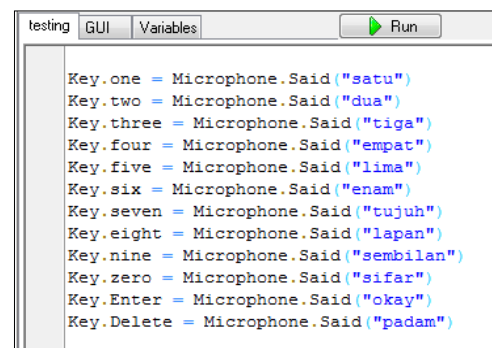 testing GUI Variables Run
Key.one = Microphone.Said("satu")
Key.two = Microphone.Said("dua")
Key.three = Microphone.Said("tiga")
Key.four = Microphone.Said("empat")
Key.five = Microphone.Said("lima")
Key.six = Microphone.Said("enam")
Key.seven = Microphone.Said("tujuh")
Key.eight = Microphone.Said("lapan")
Key.nine = Microphone.Said("sembilan")
Key.zero = Microphone.Said("sifar")
Key.Enter = Microphone.Said("okay")
Key.Delete = Microphone.Said("padam")